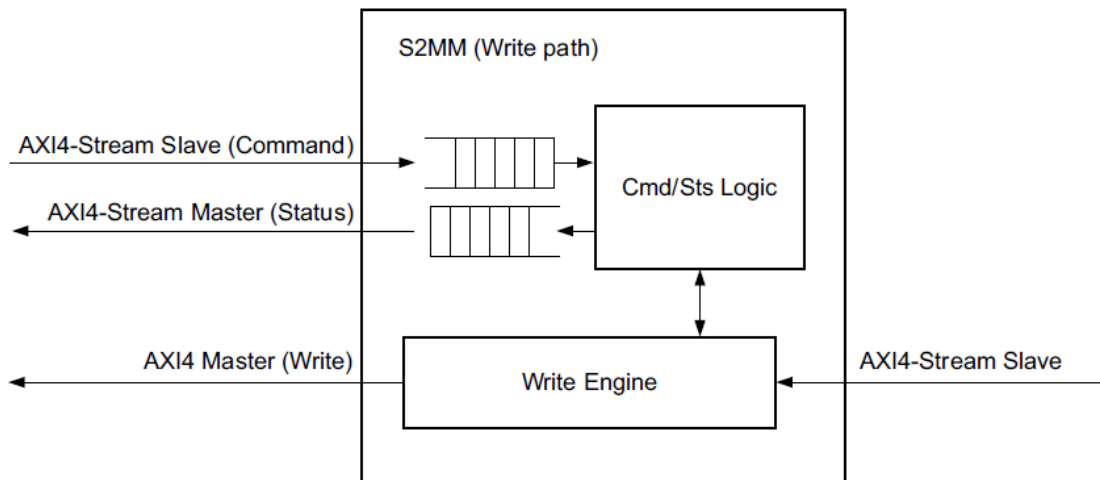 S2MM (Write path)
AXI4-Stream Slave (Command)
Cmd/Sts Logic
AXI4-Stream Master (Status)
AXI4 Master (Write)
Write Engine
AXI4-Stream Slave